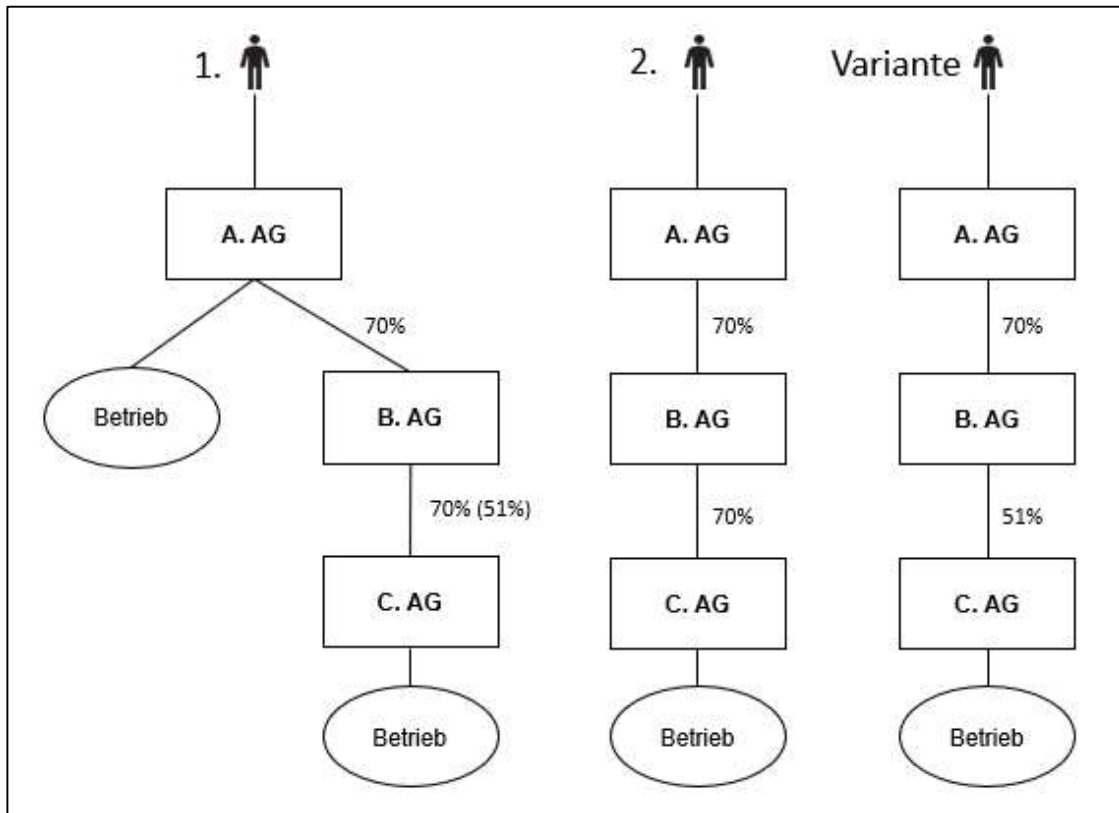 1.
2.
Variante
A. AG
A. AG
A. AG
70%
70%
70%
Betrieb
B. AG
B. AG
B. AG
70% (51%)
70%
51%
C. AG
C. AG
C. AG
Betrieb
Betrieb
Betrieb